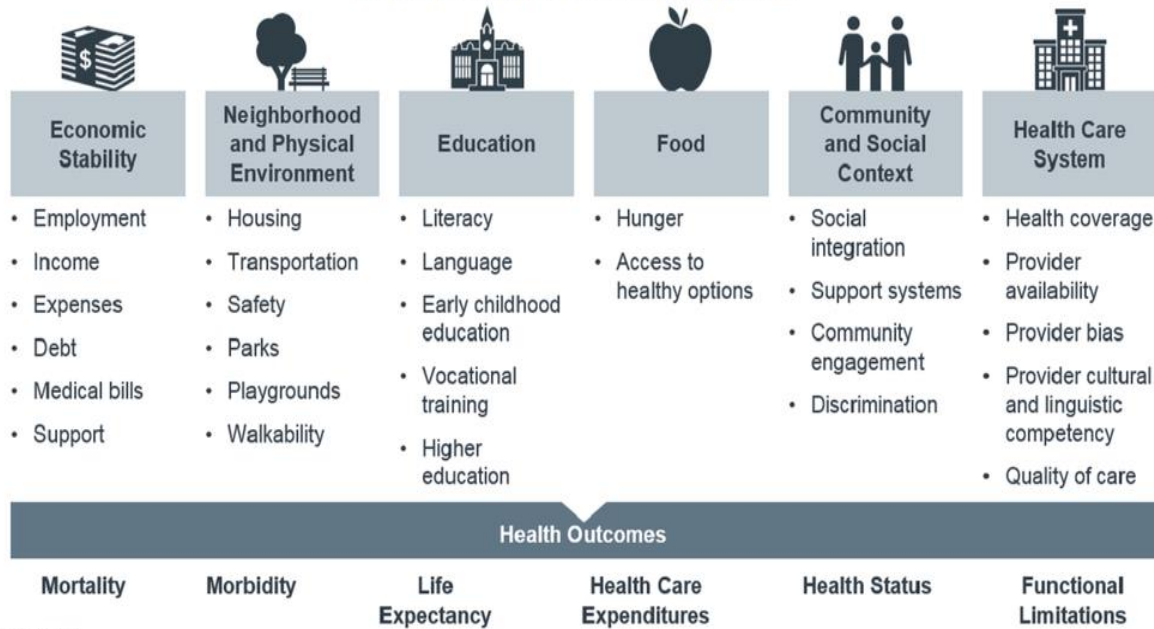 $
Economic
Stability
Neighborhood
and Physical
Environment
Education
Food
Community
and Social
Context
Health Care
System
• Employment
• Income
• Expenses
• Debt
• Medical bills
• Support
• Housing
• Transportation
• Safety
• Parks
• Playgrounds
• Walkability
• Literacy
• Language
• Early childhood
education
• Vocational
training
• Higher
education
• Hunger
• Access to
healthy options
• Social
integration
• Support systems
• Community
engagement
• Discrimination
• Health coverage
• Provider
availability
• Provider bias
• Provider cultural
and linguistic
competency
• Quality of care
Health Outcomes
Mortality
Morbidity
Life
Expectancy
Health Care
Expenditures
Health Status
Functional
Limitations